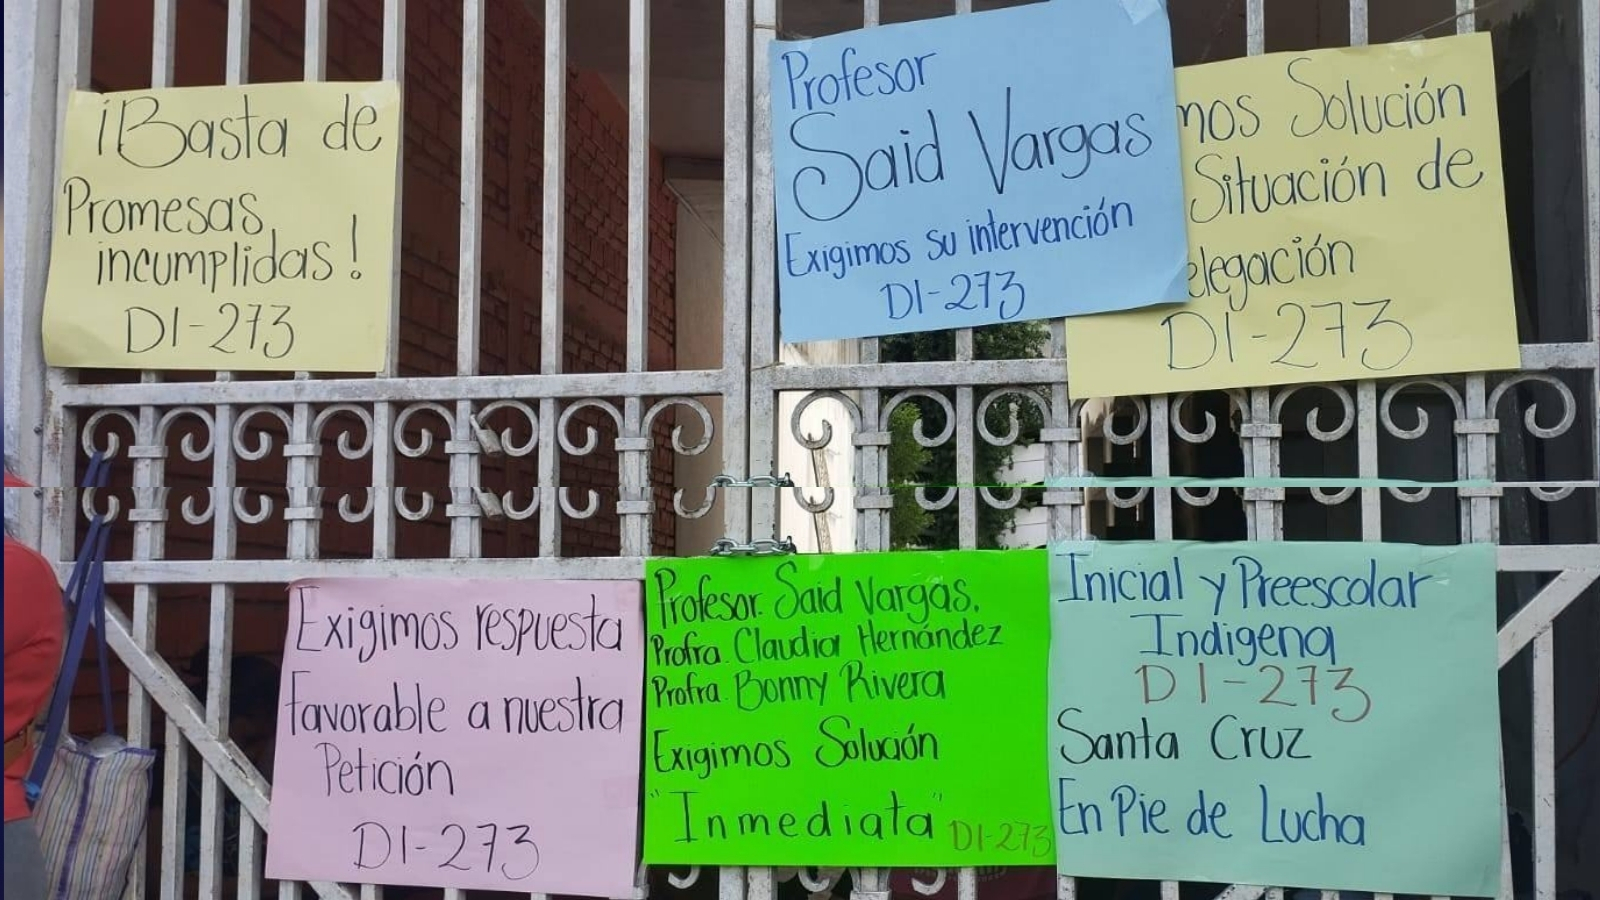 ¡Basta de
Promesas
incumplidas!
DI-273
Profesor
Said Vargas
Exigimos su intervención
DI-273
mos Solución
Situación de
elegación
DI-273
Exigimos respuesta
Favorable a nuestra
Petición
DI-273
Profesor. Said Vargas.
Profra. Claudia Hernández
Profra Bonny Rivera
Exigimos Solución
"Inmediata" DI-273
Inicial y Preescolar
Indigena
DI-273
Santa Cruz
En Pie de Lucha